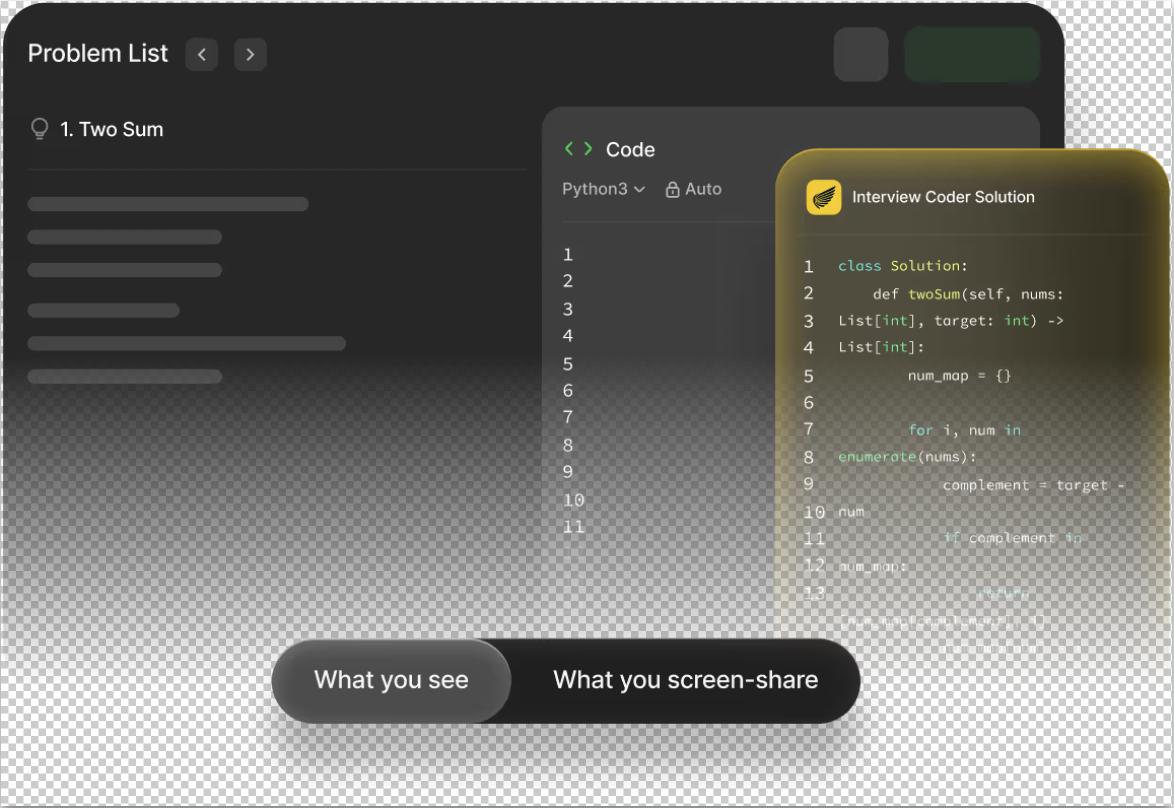 Problem List
1. Two Sum
Code
Python3
Auto
1
2
3
4
5
6
7
8
9
10
11
Interview Coder Solution
1 class Solution:
2     def twoSum(self, nums:
3 List[int], target: int) ->
4 List[int]:
5         num_map = {}
6
7         for i, num in
8 enumerate(nums):
9             complement = target -
10 num
11             if complement in
12 num_map:
13                 return
[num_map[complement], i]
What you see
What you screen-share